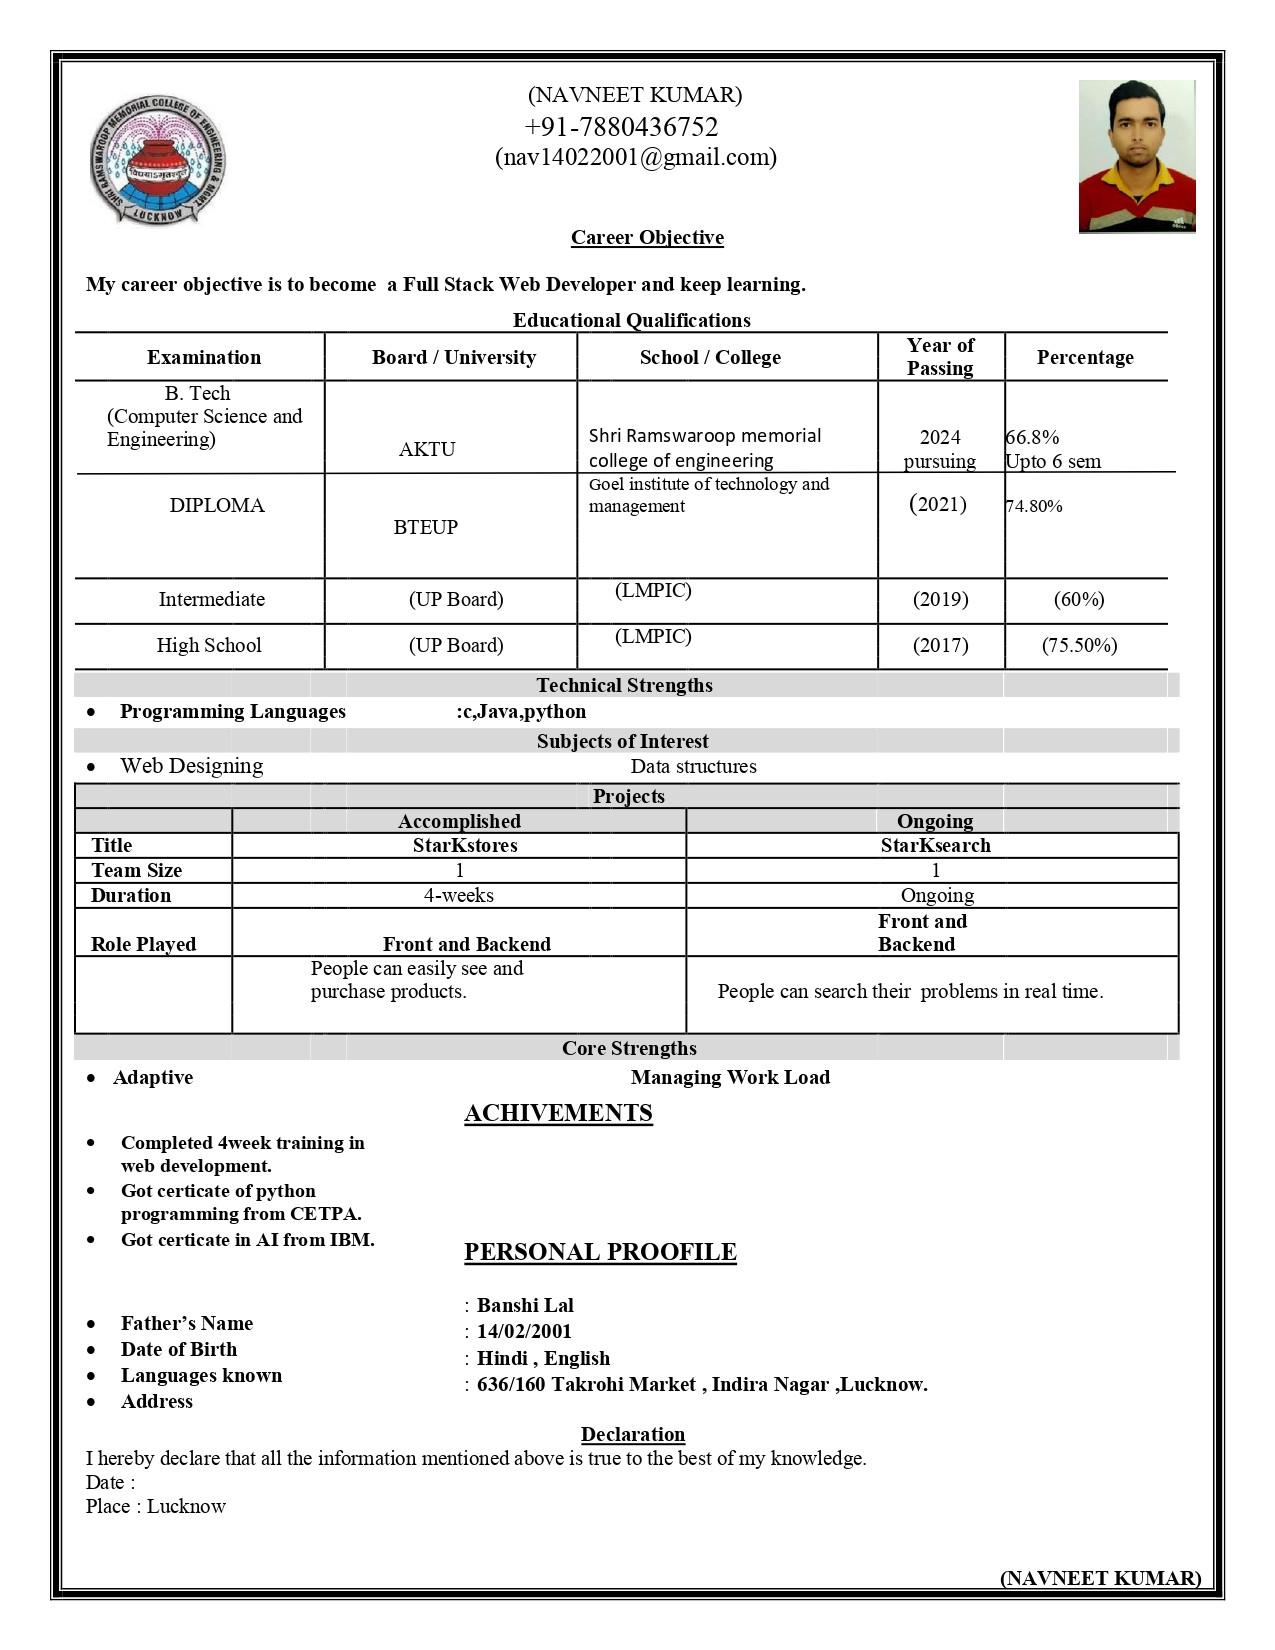 SHRI RAMSWAROOP MEMORIAL COLLEGE OF ENGINEERING & MGMT.
LUCKNOW
(NAVNEET KUMAR)
+91-7880436752
(nav14022001@gmail.com)
Career Objective
My career objective is to become a Full Stack Web Developer and keep learning.
Educational Qualifications
Examination Board / University School / College Year of Passing Percentage
B. Tech
(Computer Science and
Engineering)
AKTU
Shri Ramswaroop memorial
college of engineering
2024
pursuing
66.8%
Upto 6 sem
DIPLOMA
BTEUP
Goel institute of technology and
management
(2021)
74.80%
Intermediate (UP Board) (LMPIC) (2019) (60%)
High School (UP Board) (LMPIC) (2017) (75.50%)
Technical Strengths
• Programming Languages :c,Java,python
Subjects of Interest
• Web Designing Data structures
Projects
Accomplished Ongoing
Title StarKstores StarKsearch
Team Size 1 1
Duration 4-weeks Ongoing
Role Played Front and Backend Front and
Backend
People can easily see and
purchase products.
People can search their problems in real time.
Core Strengths
• Adaptive Managing Work Load
ACHIVEMENTS
• Completed 4week training in
web development.
• Got certicate of python
programming from CETPA.
• Got certicate in AI from IBM.
PERSONAL PROOFILE
• Father’s Name : Banshi Lal
• Date of Birth : 14/02/2001
• Languages known : Hindi , English
• Address : 636/160 Takrohi Market , Indira Nagar ,Lucknow.
Declaration
I hereby declare that all the information mentioned above is true to the best of my knowledge.
Date :
Place : Lucknow
(NAVNEET KUMAR)